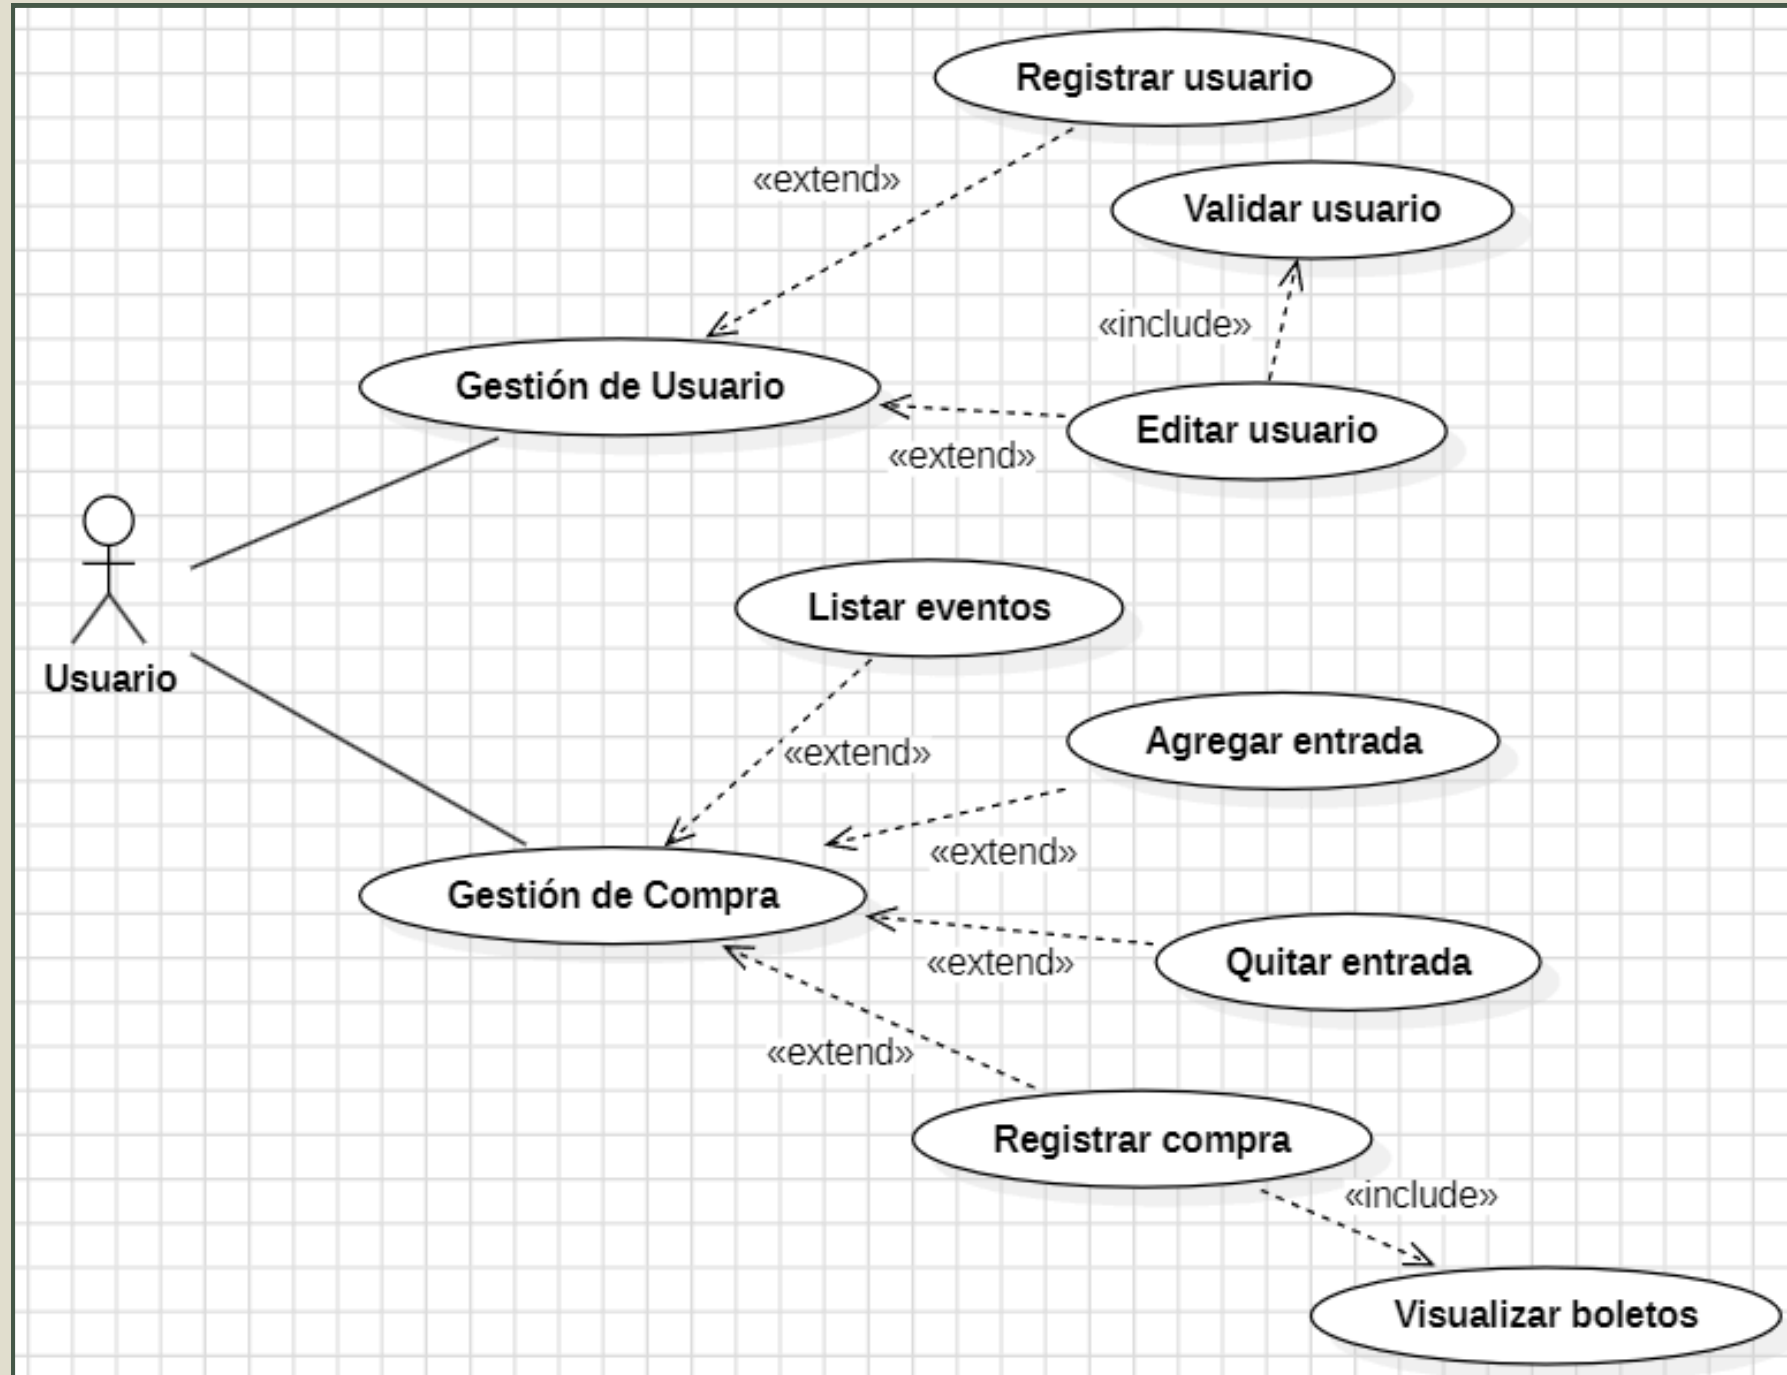 Registrar usuario
«extend»
Validar usuario
«include»
Gestión de Usuario
Editar usuario
«extend»
Listar eventos
Usuario
Agregar entrada
«extend»
«extend»
Gestión de Compra
«extend»
Quitar entrada
«extend»
Registrar compra
«include»
Visualizar boletos